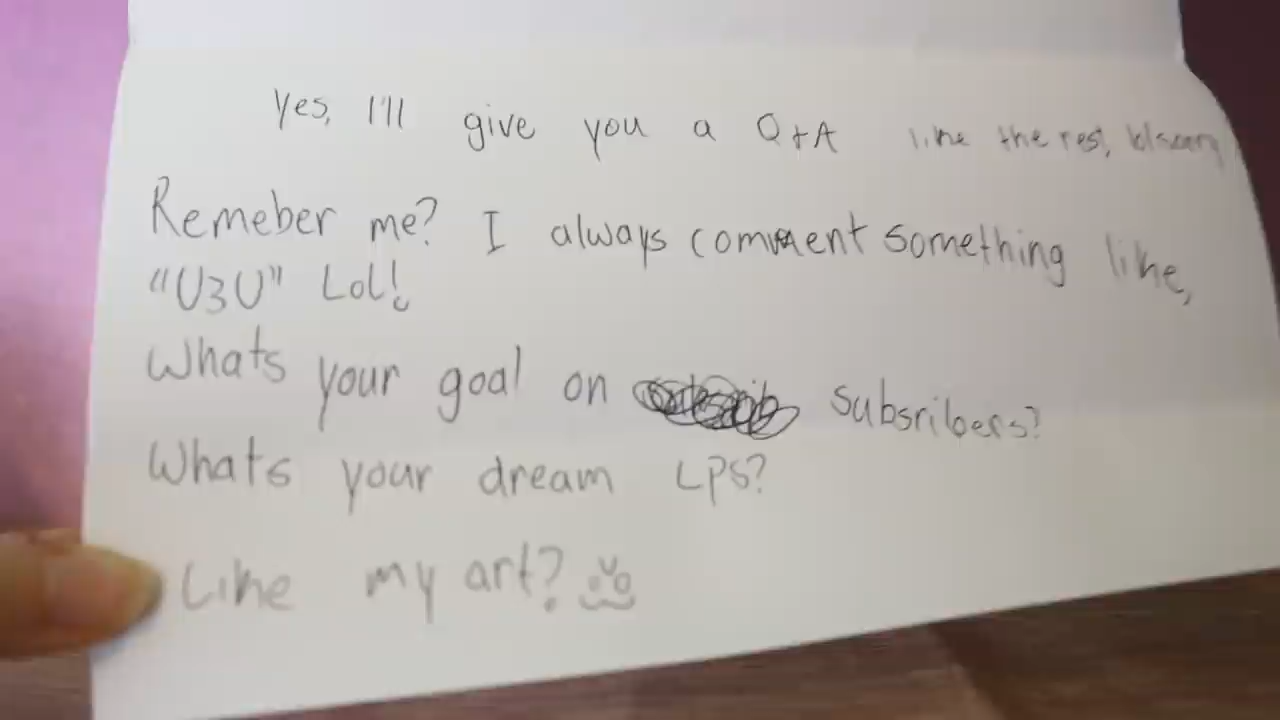 Yes, I'll give you a Q+A like the rest,
Remeber me? I always comment something like,
"U3U" Lol!
Whats your goal on subsribers?
Whats your dream LPS?
Like my art?